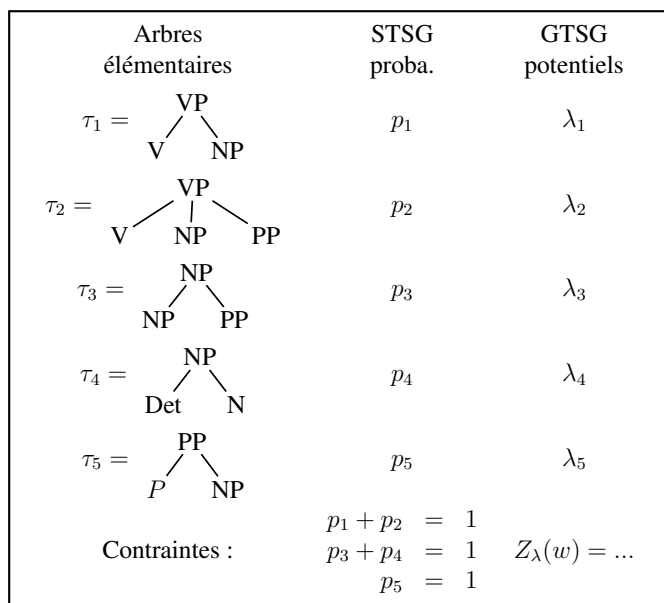 Arbres STSG GTSG
élémentaires proba. potentiels
VP
τ1 = p1 λ1
V NP
VP
τ2 = p2 λ2
V NP PP
NP
τ3 = p3 λ3
NP PP
NP
τ4 = p4 λ4
Det N
PP
τ5 = p5 λ5
P NP
p1 + p2 = 1
Contraintes : p3 + p4 = 1 Zλ(w) = ...
p5 = 1